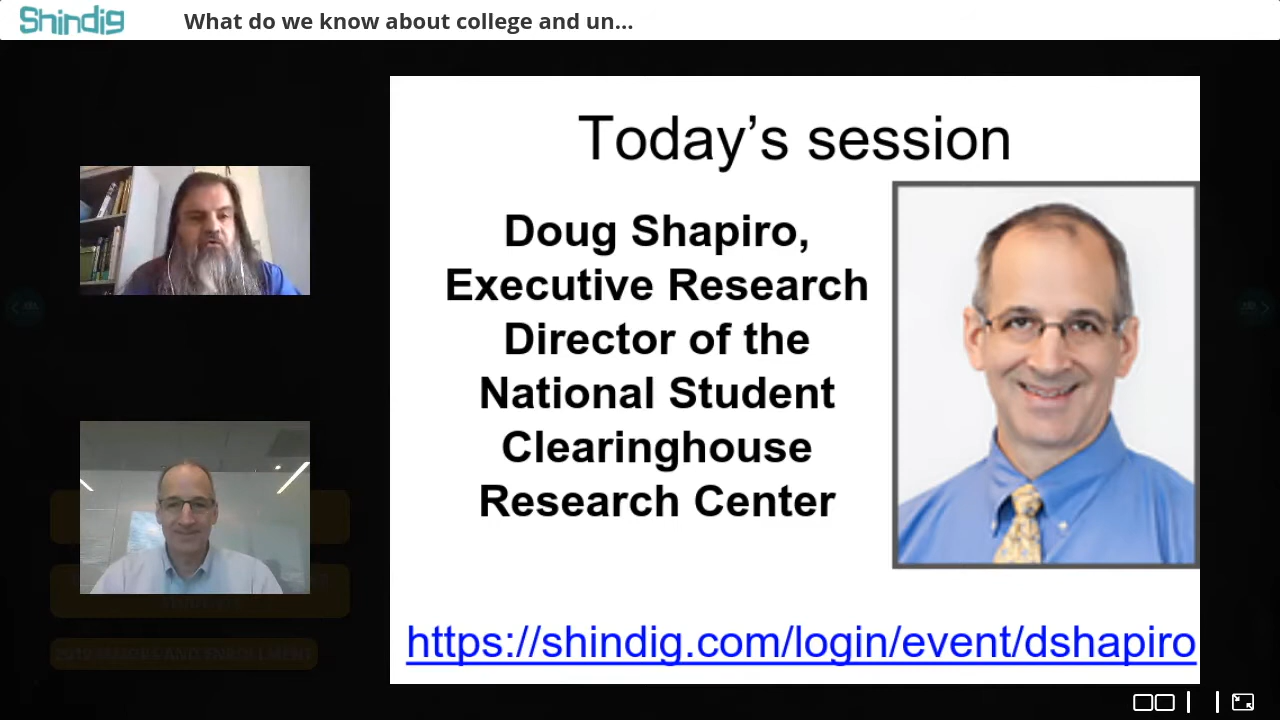 Shindig
What do we know about college and un...
Today's session
Doug Shapiro,
Executive Research
Director of the
National Student
Clearinghouse
Research Center
https://shindig.com/login/event/dshapiro